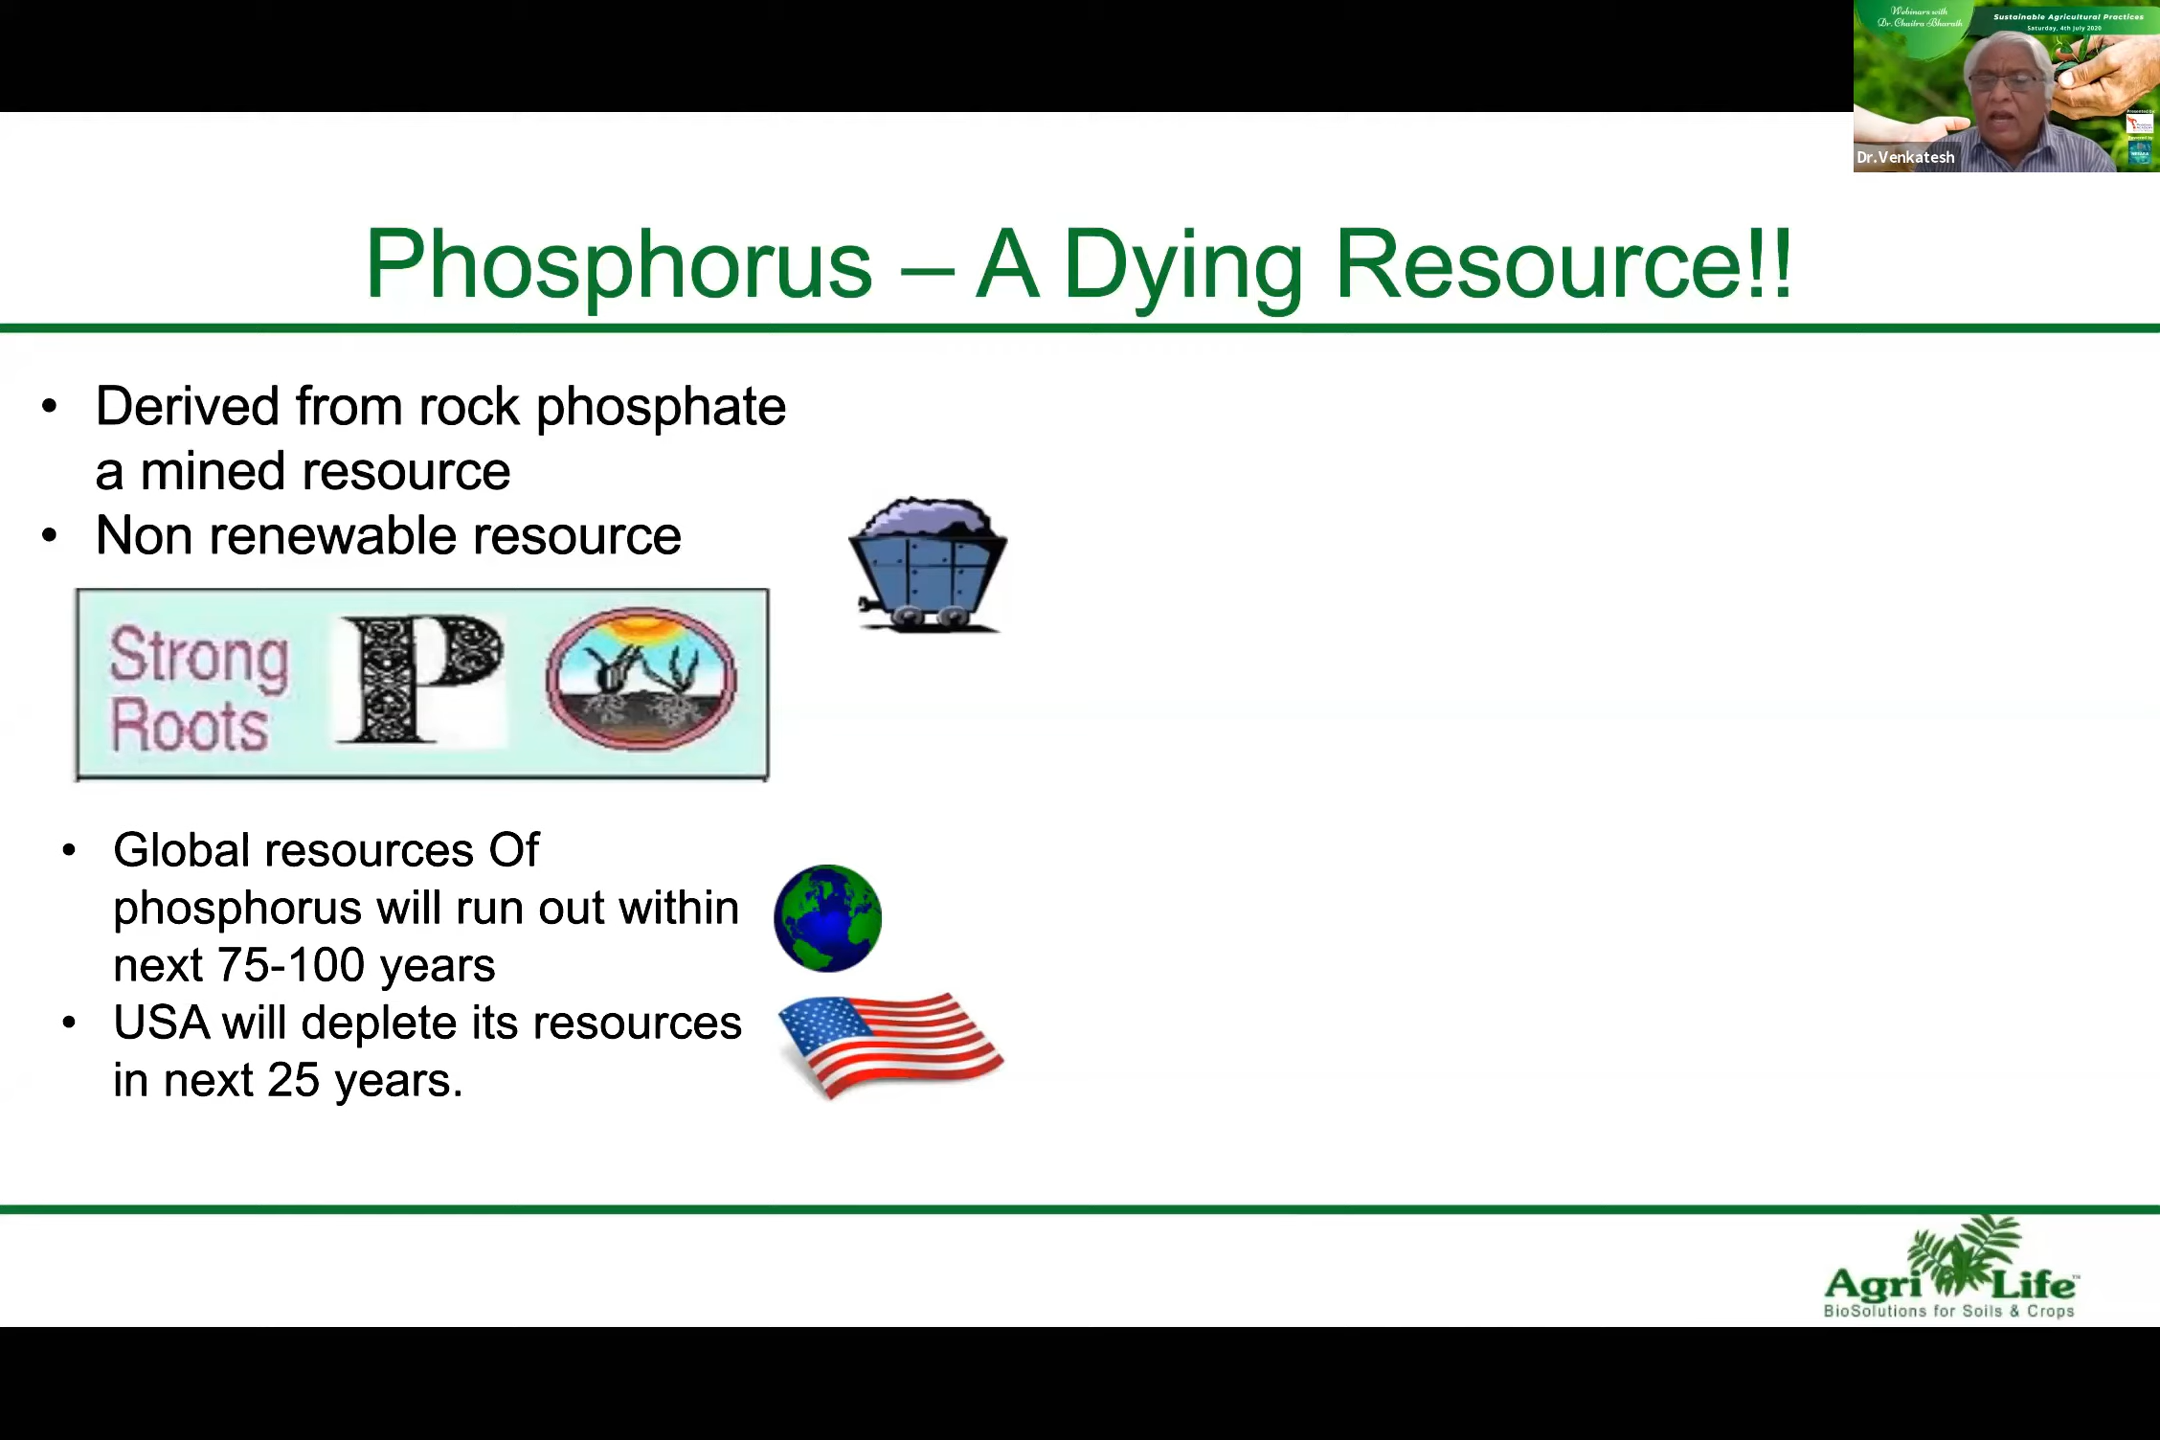 Webinars with
Dr. Chaitra Bharath
Sustainable Agricultural Practices
Saturday, 4th July 2020
Dr.Venkatesh
Phosphorus – A Dying Resource!!
• Derived from rock phosphate
a mined resource
• Non renewable resource
Strong
Roots
P
• Global resources Of
phosphorus will run out within
next 75-100 years
• USA will deplete its resources
in next 25 years.
Agri Life™
BioSolutions for Soils & Crops